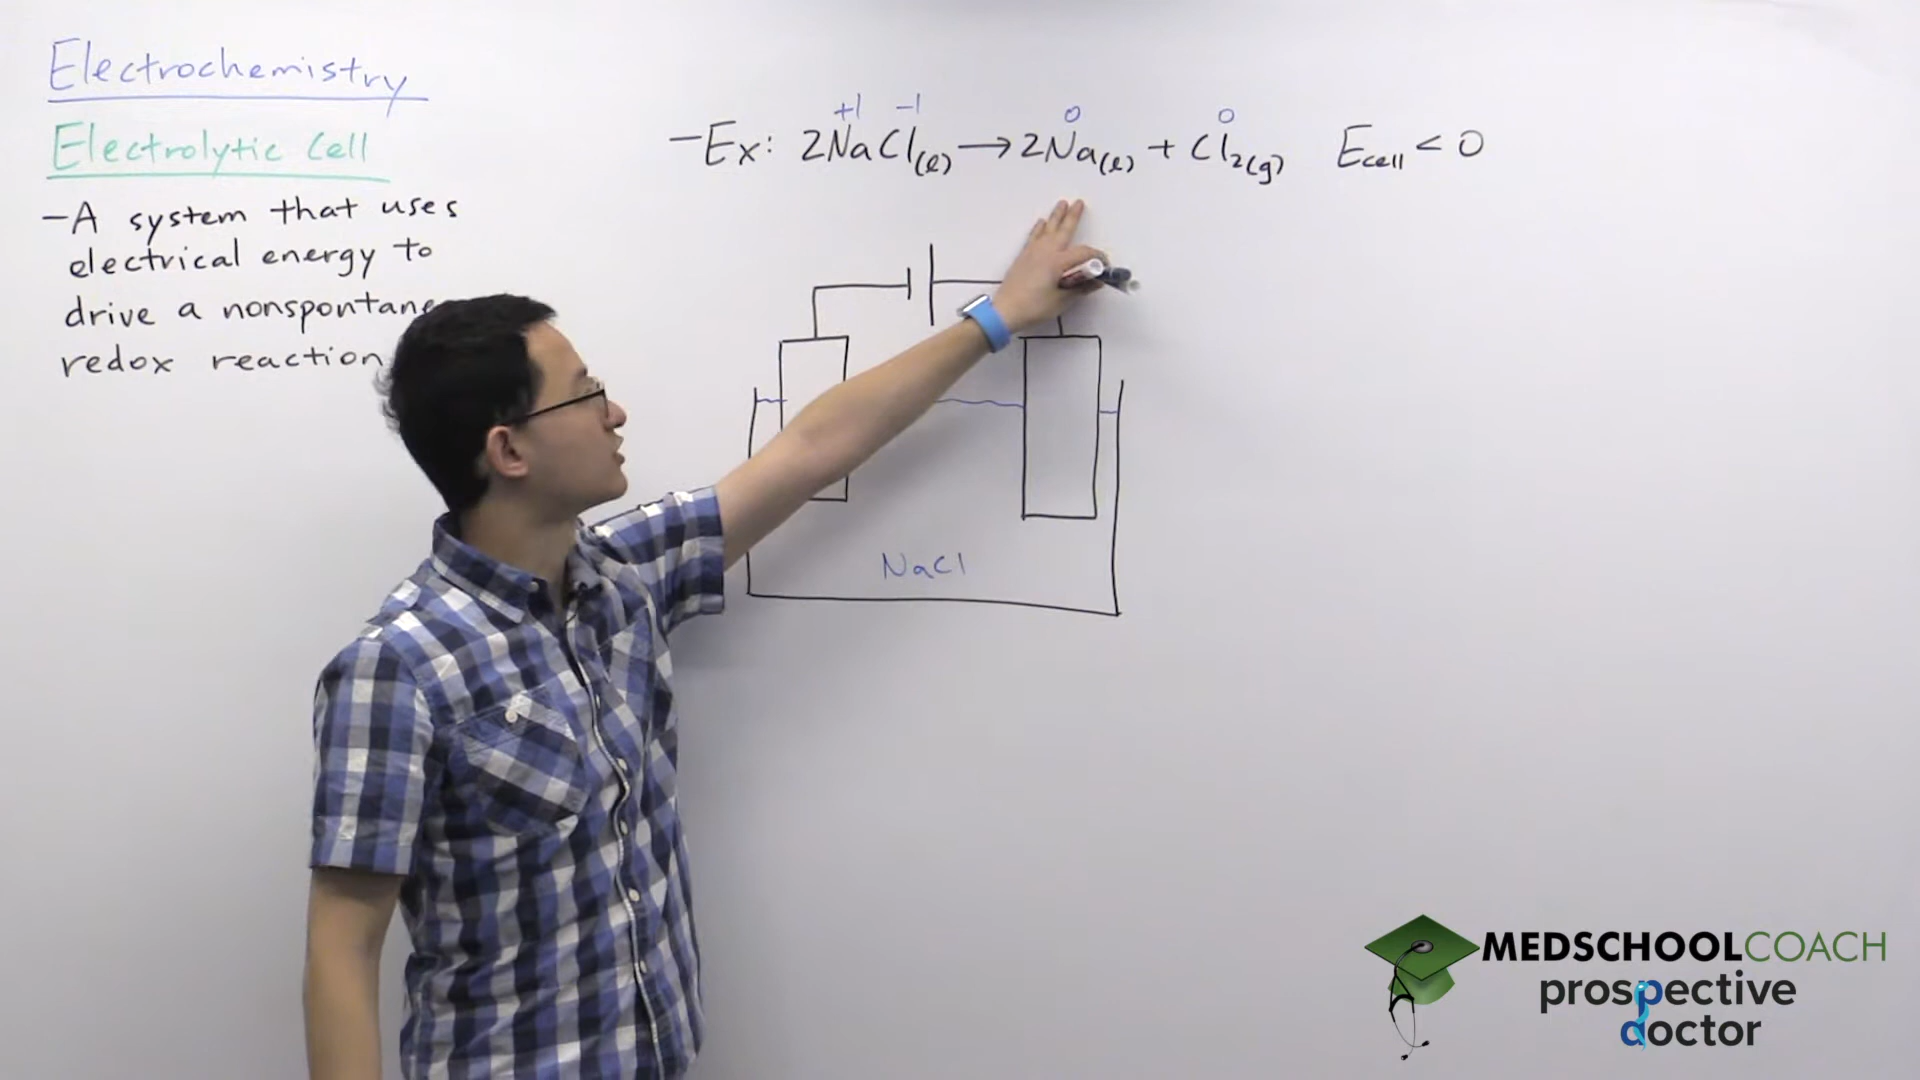 Electrochemistry
Electrolytic Cell
- A system that uses
electrical energy to
drive a nonspontane
redox reaction
+1 -1 0 0
- Ex: 2NaCl(l) → 2Na(l) + Cl2(g) Ecell < 0
NaCl
MEDSCHOOLCOACH
prospective
doctor